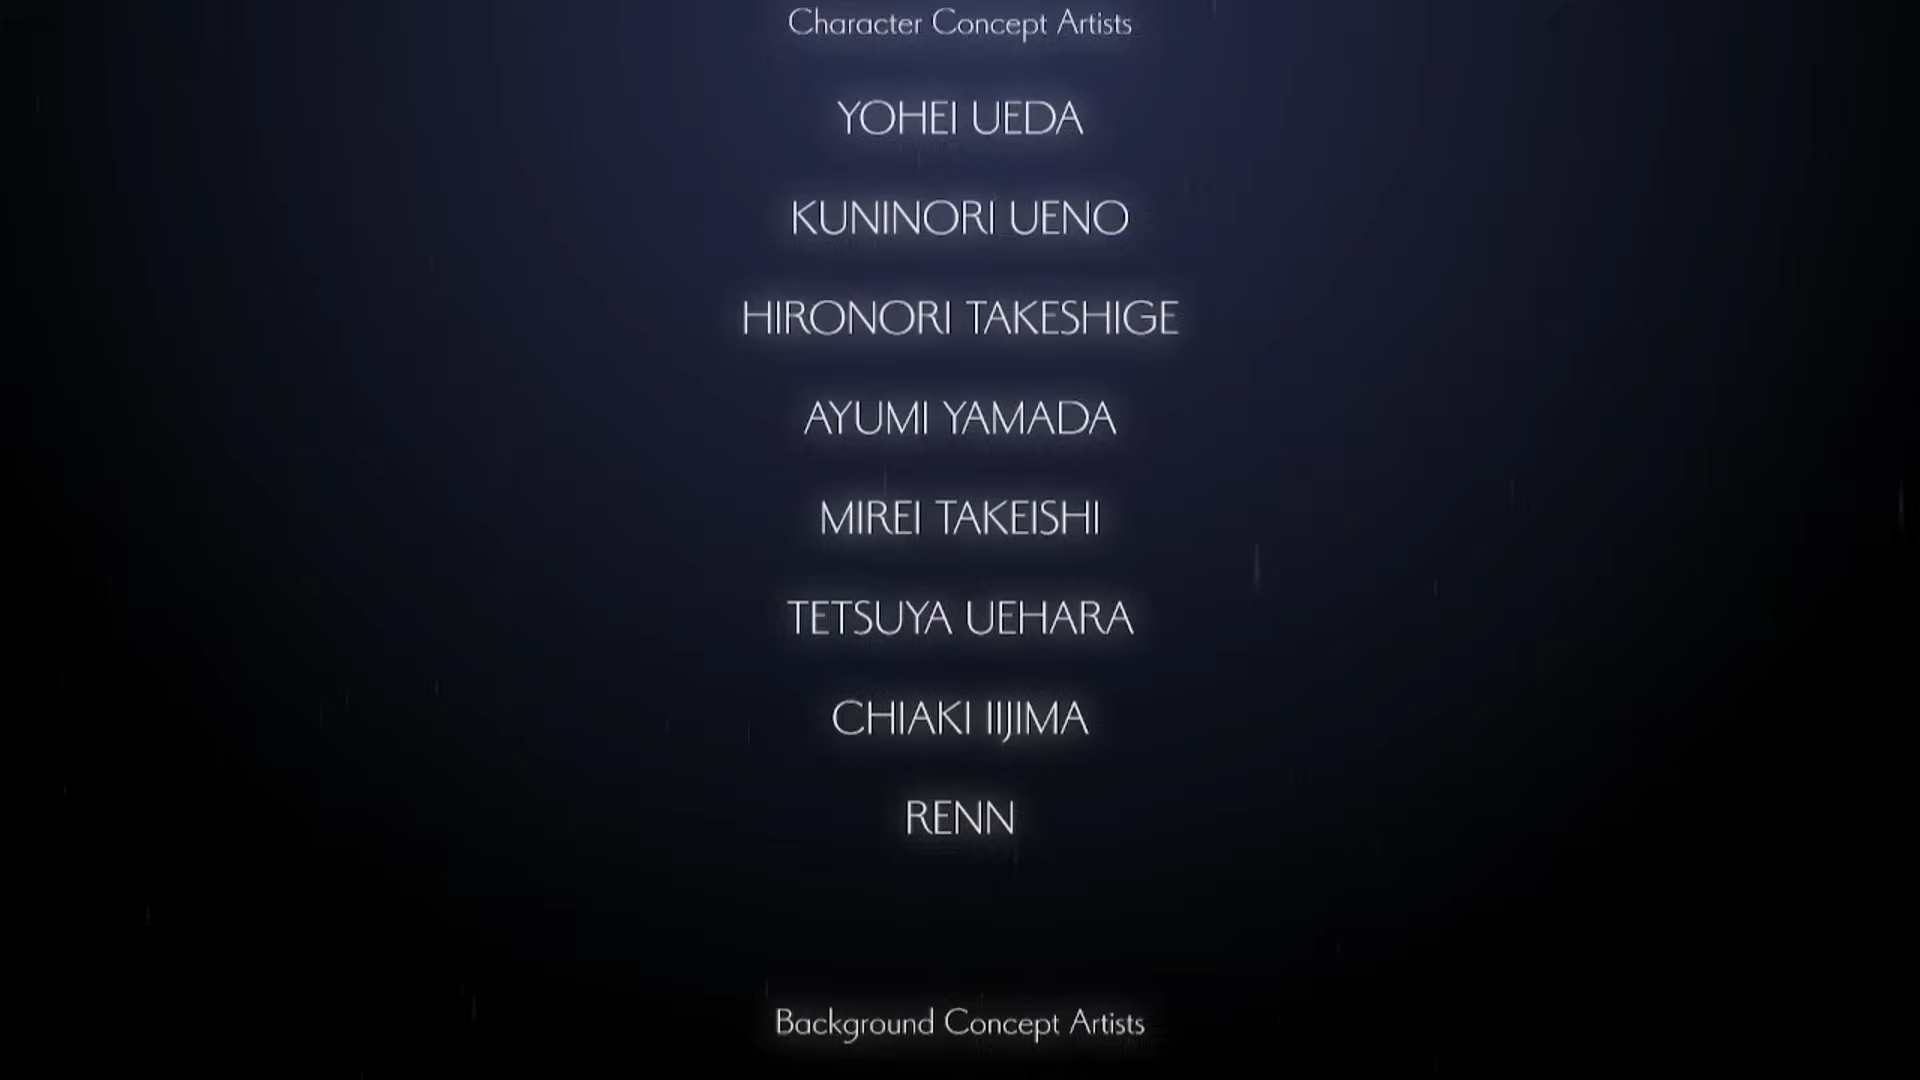 Character Concept Artists
YOHEI UEDA
KUNINORI UENO
HIRONORI TAKESHIGE
AYUMI YAMADA
MIREI TAKEISHI
TETSUYA UEHARA
CHIAKI IIJIMA
RENN
Background Concept Artists